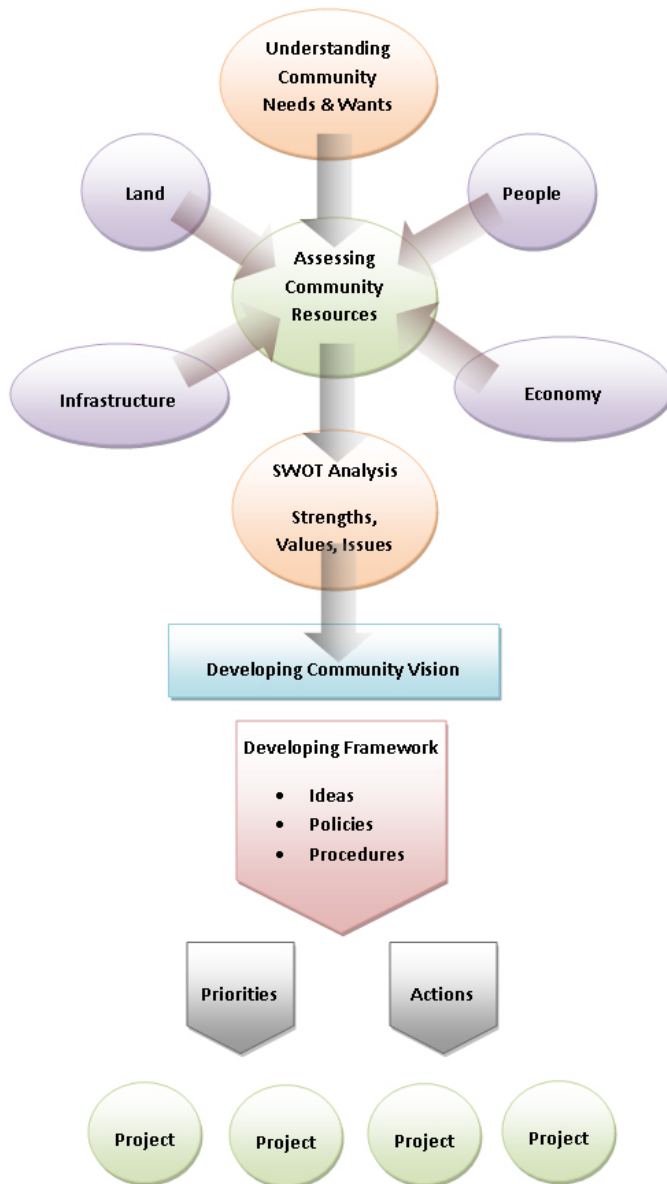 Understanding
Community
Needs & Wants
Land
People
Assessing
Community
Resources
Infrastructure
Economy
SWOT Analysis
Strengths,
Values, Issues
Developing Community Vision
Developing Framework
• Ideas
• Policies
• Procedures
Priorities
Actions
Project
Project
Project
Project